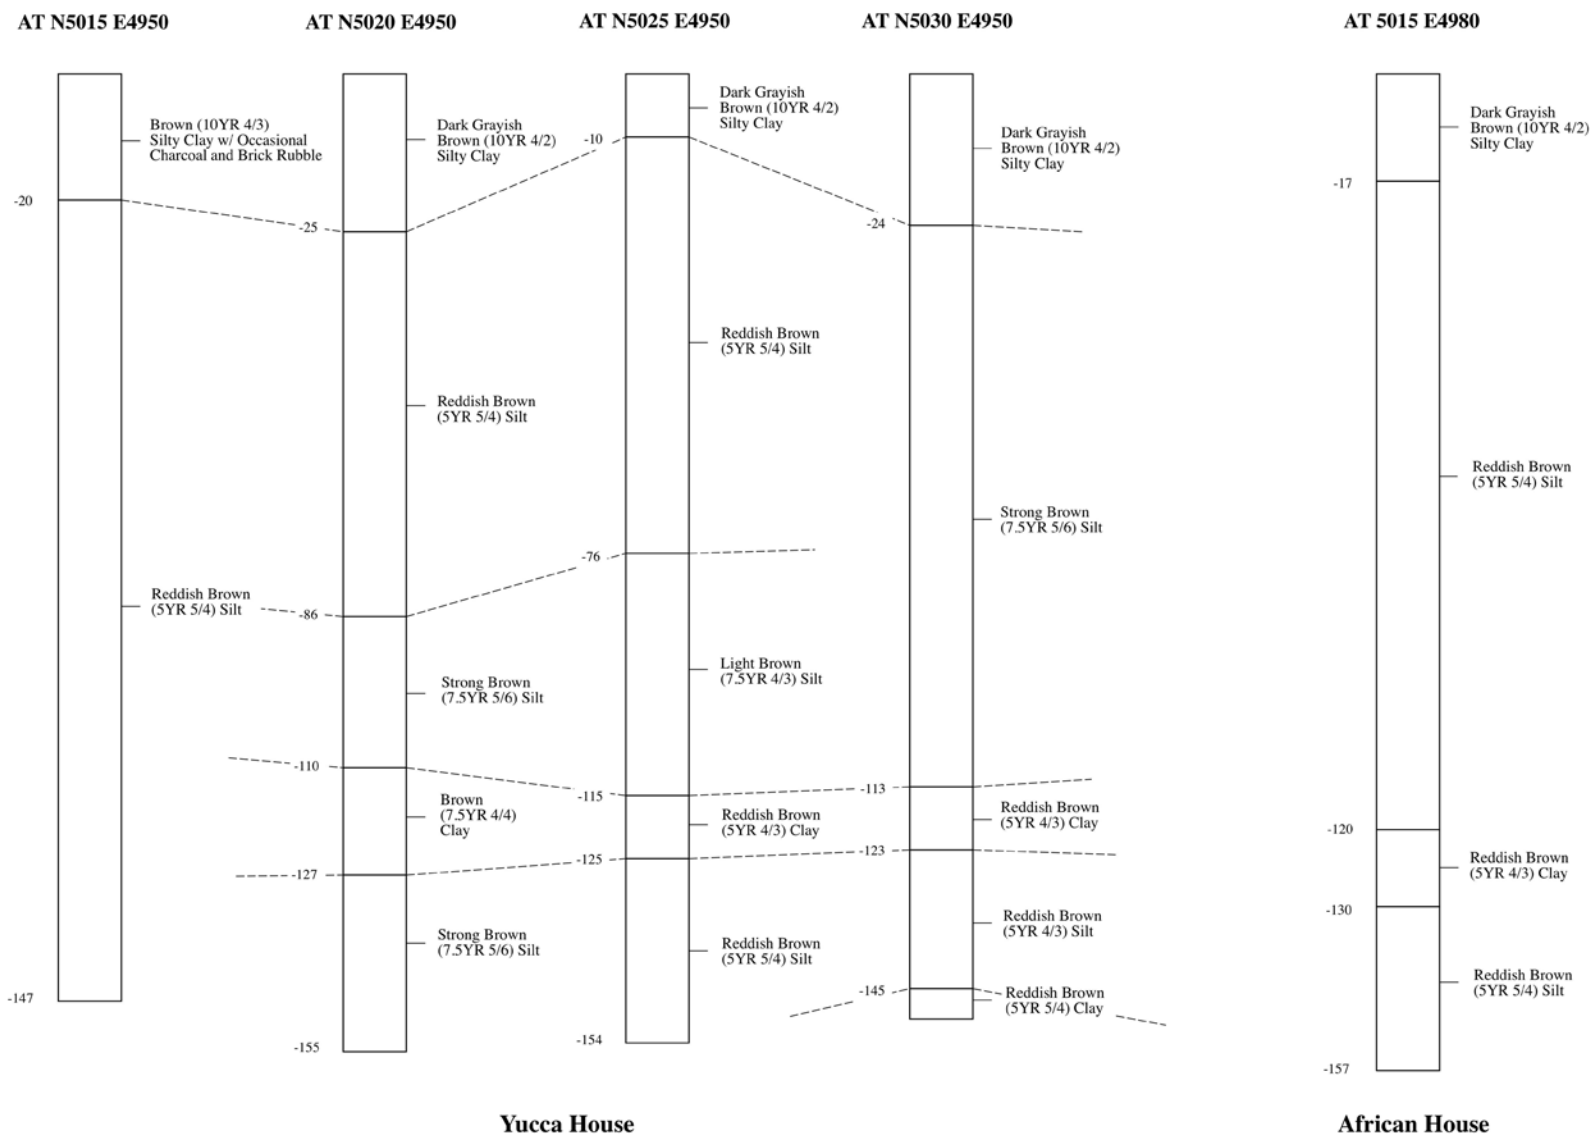 AT N5015 E4950
AT N5020 E4950
AT N5025 E4950
AT N5030 E4950
AT 5015 E4980
Brown (10YR 4/3)
Silty Clay w/ Occasional
Charcoal and Brick Rubble
-20
Reddish Brown
(5YR 5/4) Silt
-147
Dark Grayish
Brown (10YR 4/2)
Silty Clay
-25
Reddish Brown
(5YR 5/4) Silt
-86
Strong Brown
(7.5YR 5/6) Silt
-110
Brown
(7.5YR 4/4)
Clay
-127
Strong Brown
(7.5YR 5/6) Silt
-155
Dark Grayish
Brown (10YR 4/2)
Silty Clay
-10
Reddish Brown
(5YR 5/4) Silt
-76
Light Brown
(7.5YR 4/3) Silt
-115
Reddish Brown
(5YR 4/3) Clay
-125
Reddish Brown
(5YR 5/4) Silt
-154
Dark Grayish
Brown (10YR 4/2)
Silty Clay
-24
Strong Brown
(7.5YR 5/6) Silt
-113
Reddish Brown
(5YR 4/3) Clay
-123
Reddish Brown
(5YR 4/3) Silt
-145
Reddish Brown
(5YR 5/4) Clay
Dark Grayish
Brown (10YR 4/2)
Silty Clay
-17
Reddish Brown
(5YR 5/4) Silt
-120
Reddish Brown
(5YR 4/3) Clay
-130
Reddish Brown
(5YR 5/4) Silt
-157
Yucca House
African House